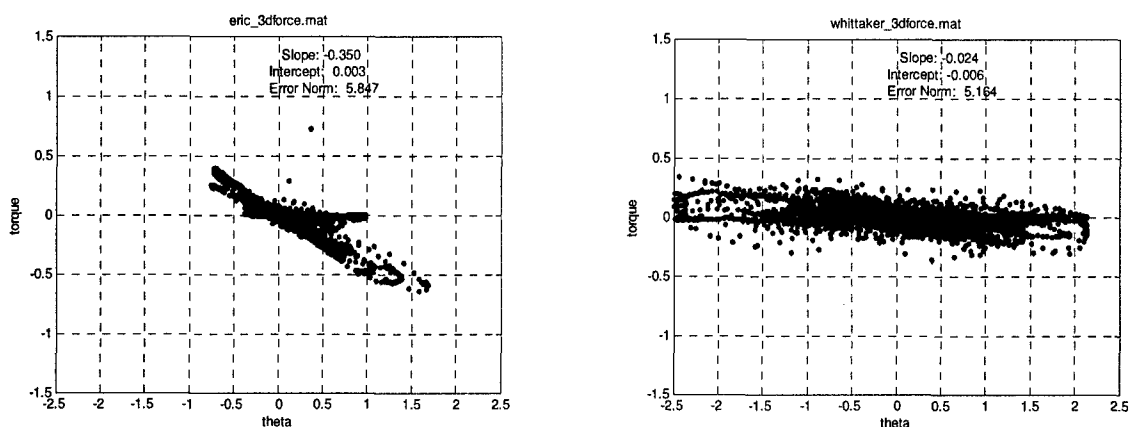 eric_3dforce.mat
1.5
Slope: -0.350
Intercept: 0.003
Error Norm: 5.847
1
0.5
0
-0.5
-1
-1.5
torque
-2.5 -2 -1.5 -1 -0.5 0 0.5 1 1.5 2 2.5
theta
whittaker_3dforce.mat
1.5
Slope: -0.024
Intercept: -0.006
Error Norm: 5.164
1
0.5
0
-0.5
-1
-1.5
torque
-2.5 -2 -1.5 -1 -0.5 0 0.5 1 1.5 2 2.5
theta